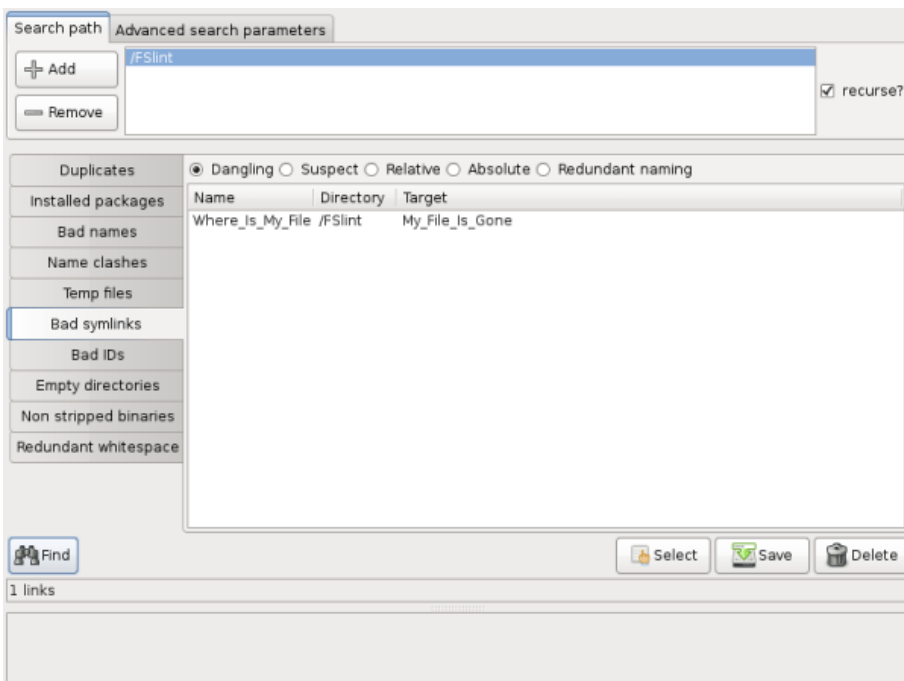 Search path Advanced search parameters
Add
/FSlint
recurse?
Remove
Duplicates
Dangling Suspect Relative Absolute Redundant naming
Installed packages
Name Directory Target
Where_Is_My_File /FSlint My_File_Is_Gone
Bad names
Name clashes
Temp files
Bad symlinks
Bad IDs
Empty directories
Non stripped binaries
Redundant whitespace
Find Select Save Delete
1 links